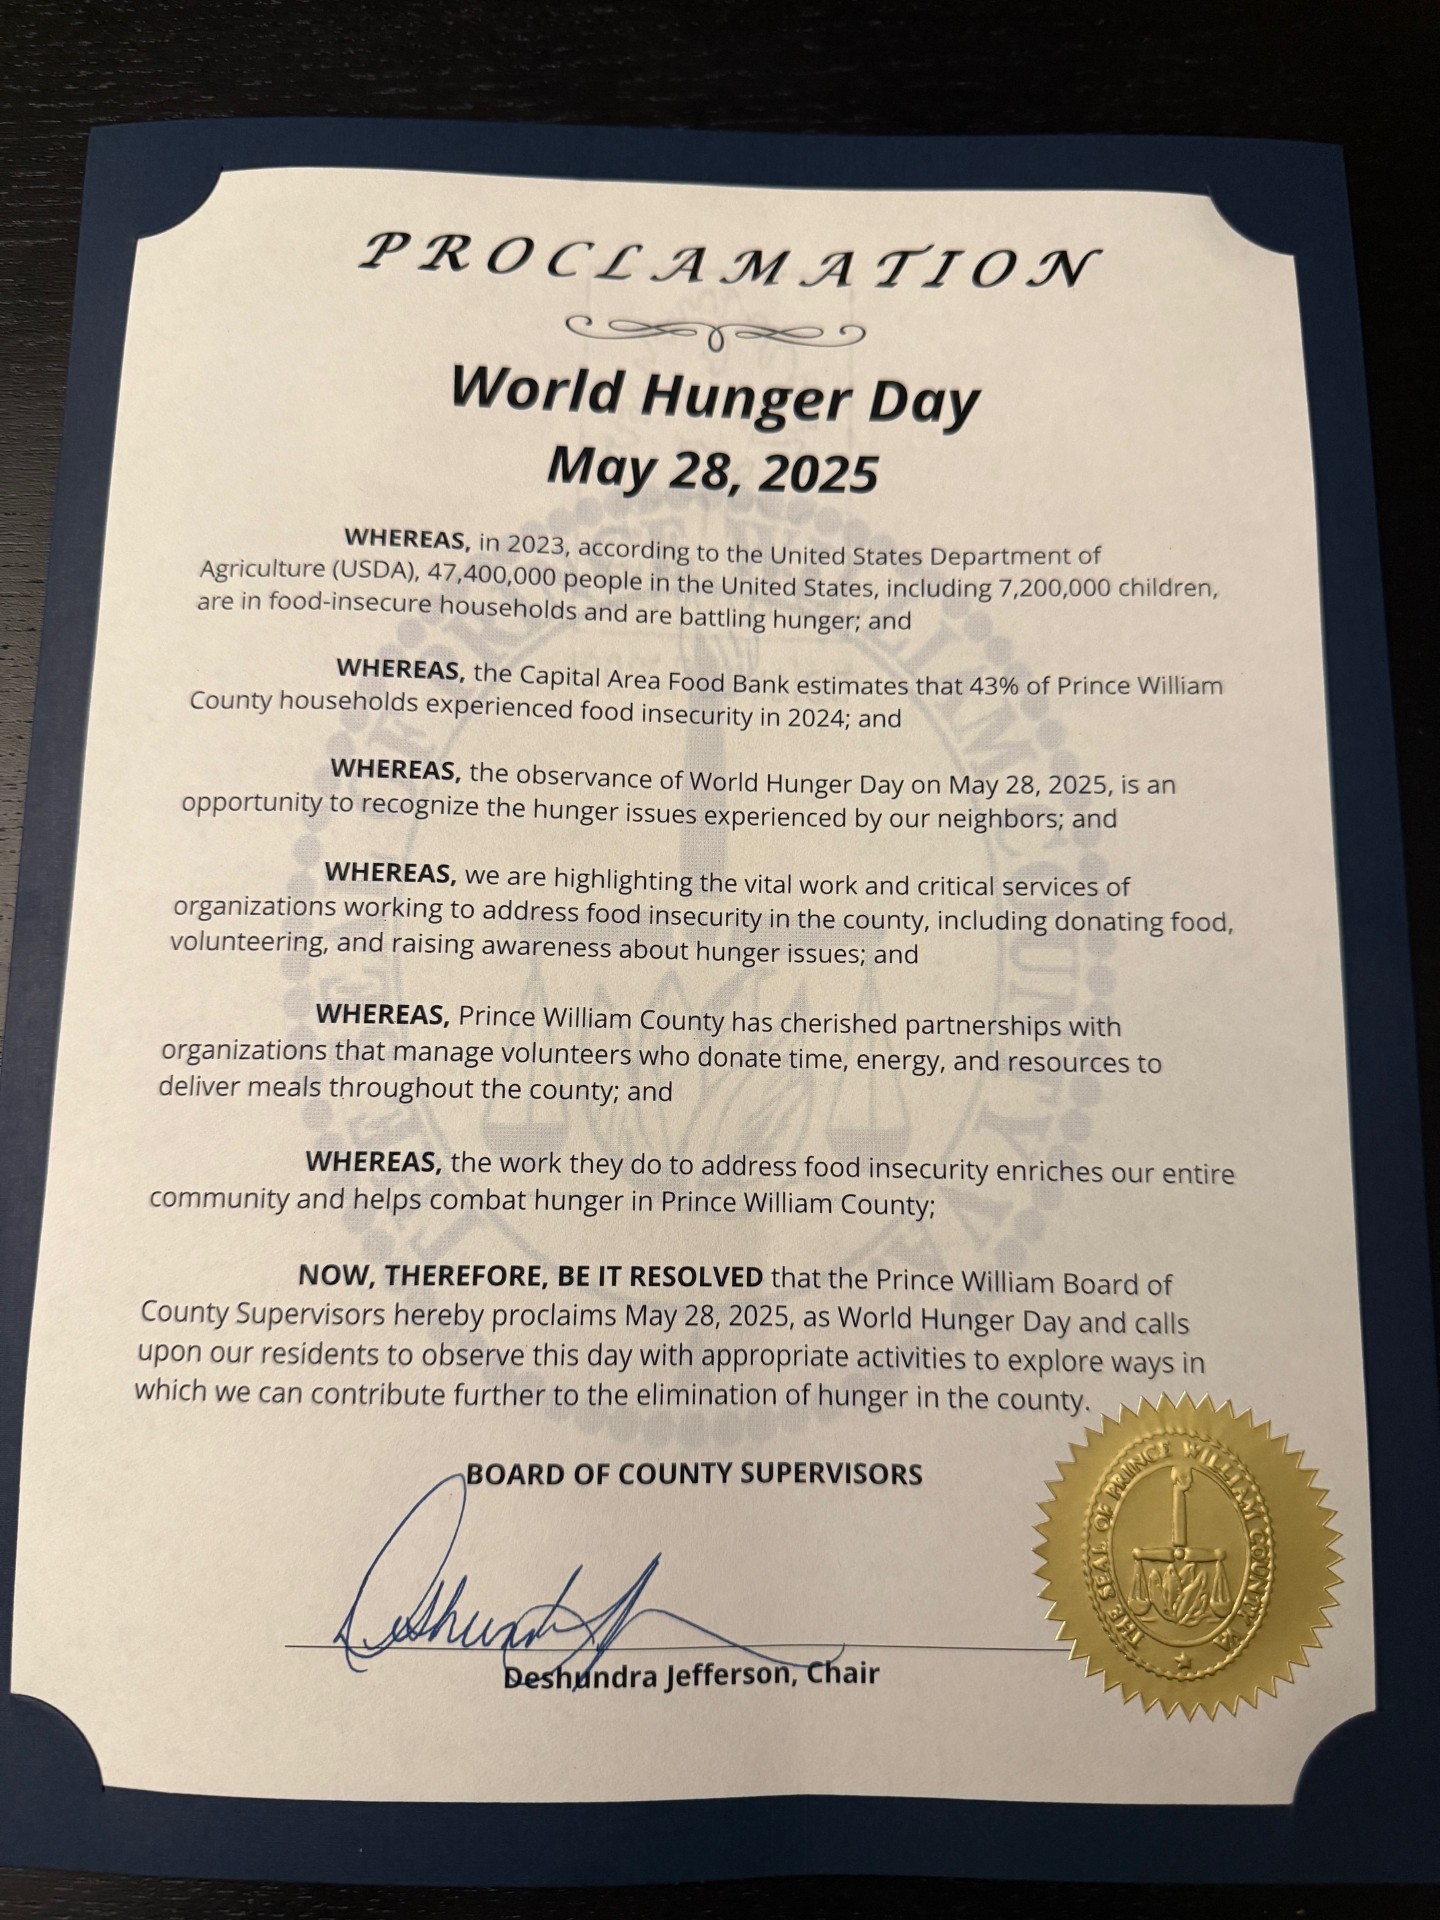 PROCLAMATION
World Hunger Day
May 28, 2025
WHEREAS, in 2023, according to the United States Department of
Agriculture (USDA), 47,400,000 people in the United States, including 7,200,000 children,
are in food-insecure households and are battling hunger; and
WHEREAS, the Capital Area Food Bank estimates that 43% of Prince William
County households experienced food insecurity in 2024; and
WHEREAS, the observance of World Hunger Day on May 28, 2025, is an
opportunity to recognize the hunger issues experienced by our neighbors; and
WHEREAS, we are highlighting the vital work and critical services of
organizations working to address food insecurity in the county, including donating food,
volunteering, and raising awareness about hunger issues; and
WHEREAS, Prince William County has cherished partnerships with
organizations that manage volunteers who donate time, energy, and resources to
deliver meals throughout the county; and
WHEREAS, the work they do to address food insecurity enriches our entire
community and helps combat hunger in Prince William County;
NOW, THEREFORE, BE IT RESOLVED that the Prince William Board of
County Supervisors hereby proclaims May 28, 2025, as World Hunger Day and calls
upon our residents to observe this day with appropriate activities to explore ways in
which we can contribute further to the elimination of hunger in the county.
BOARD OF COUNTY SUPERVISORS
Deshundra Jefferson, Chair
THE SEAL OF PRINCE WILLIAM COUNTY VA